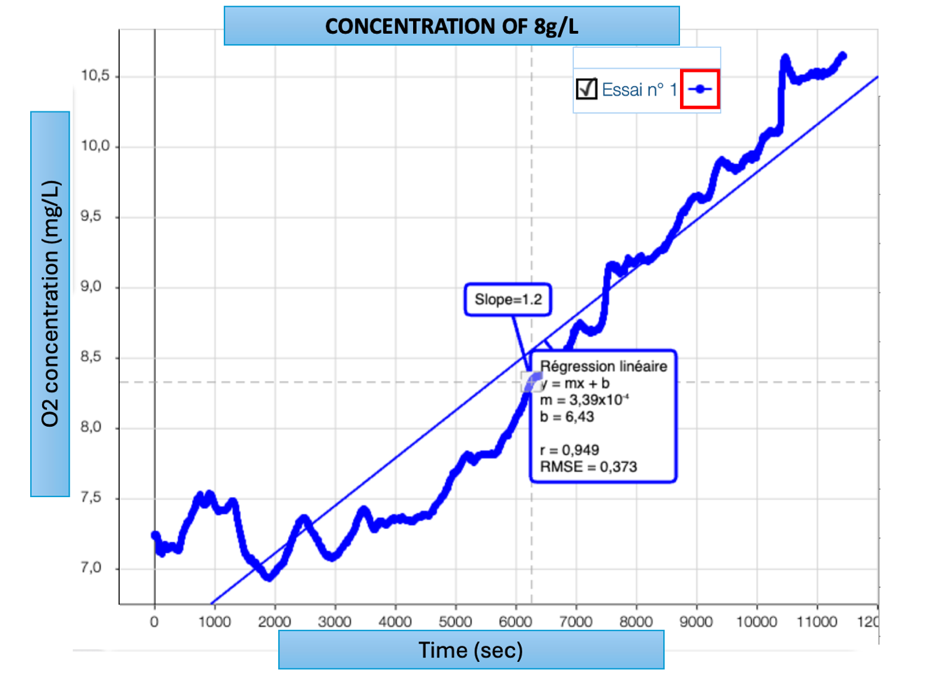 CONCENTRATION OF 8g/L
Essai n° 1
O2 concentration (mg/L)
10,5
10,0
9,5
9,0
8,5
8,0
7,5
7,0
Slope=1.2
Régression linéaire
y = mx + b
m = 3,39x10⁻⁴
b = 6,43
r = 0,949
RMSE = 0,373
0 1000 2000 3000 4000 5000 6000 7000 8000 9000 10000 11000 120
Time (sec)